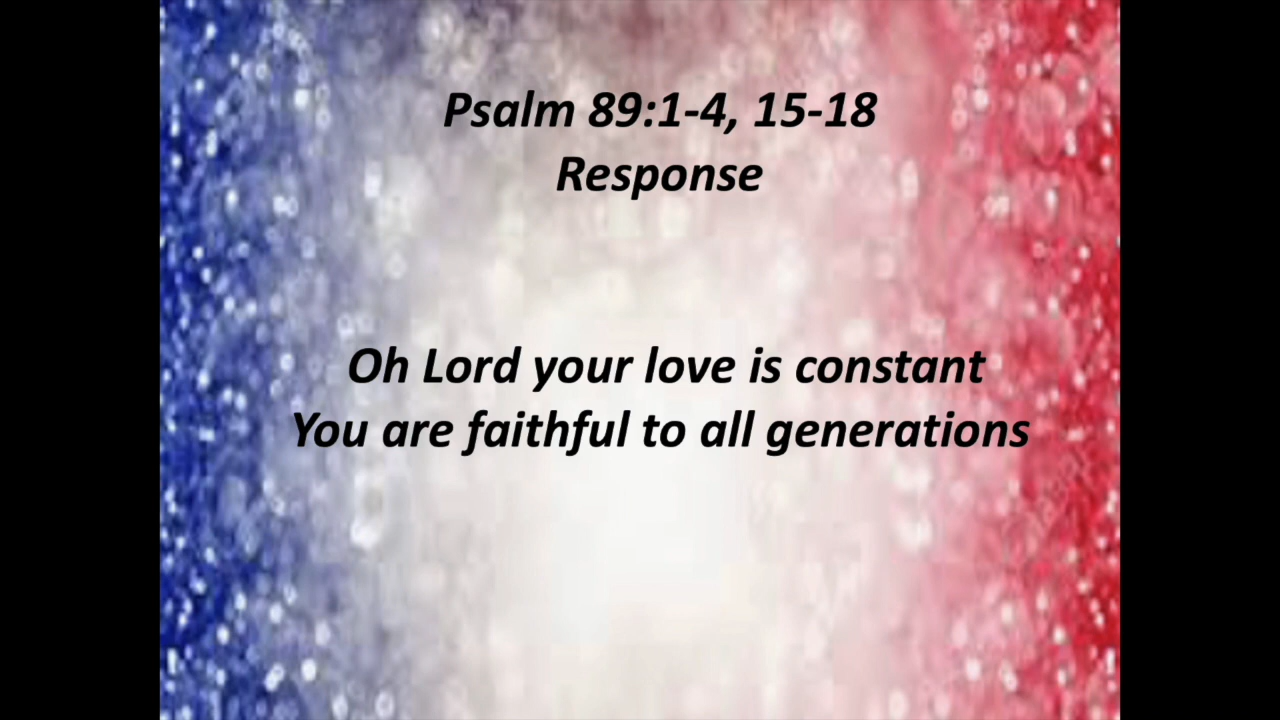 Psalm 89:1-4, 15-18
Response
Oh Lord your love is constant
You are faithful to all generations